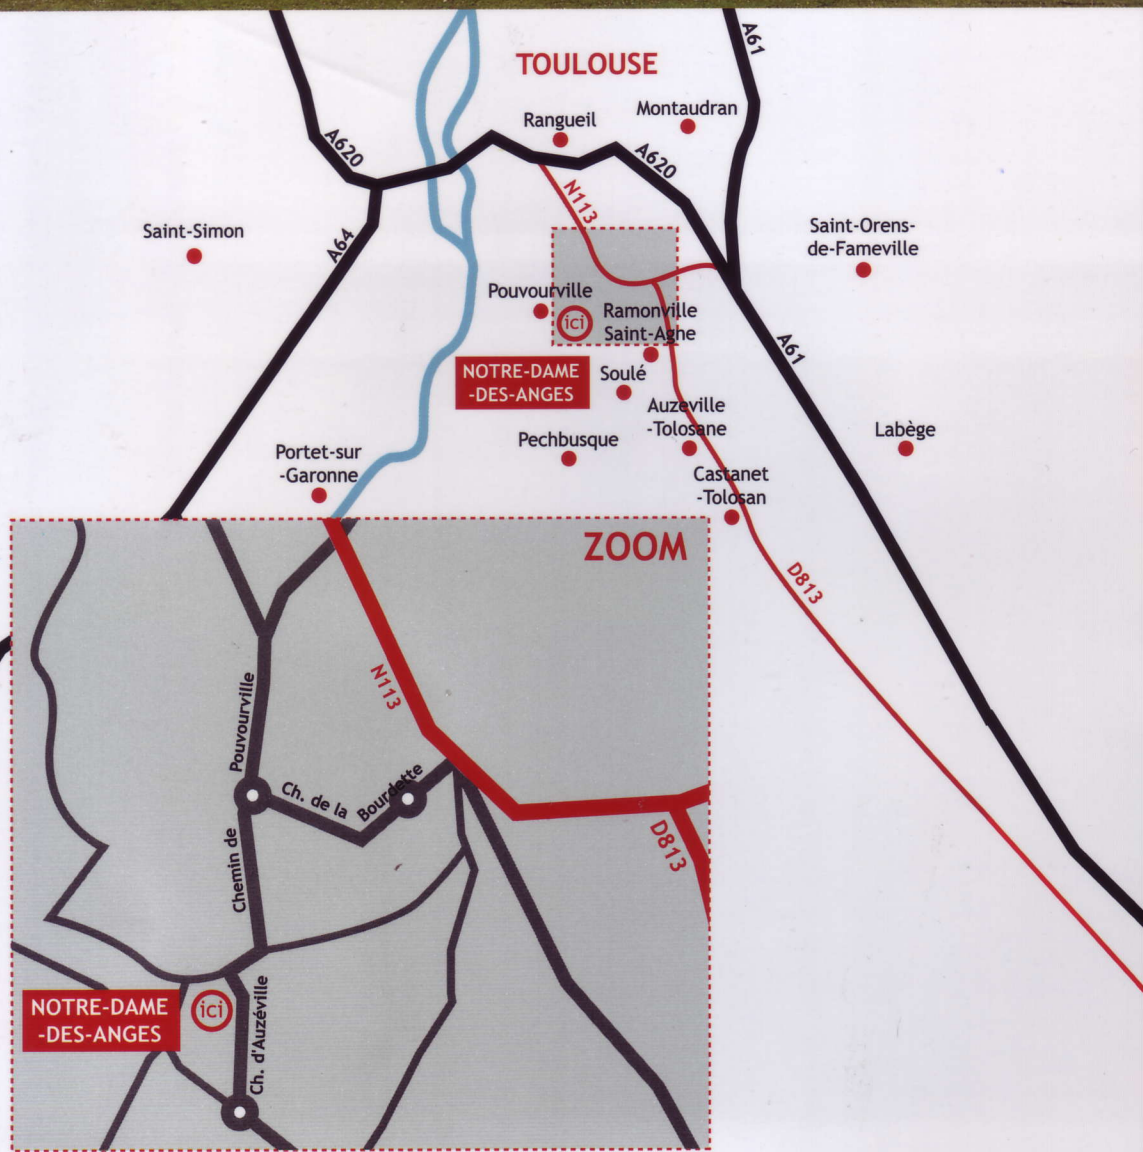 A61
TOULOUSE
Montaudran
Rangueil
A620
A620
N113
Saint-Simon
A64
Saint-Orens-
de-Fameville
Pouvourville
ici
Ramonville
Saint-Aghe
A61
NOTRE-DAME
-DES-ANGES
Soulé
Auzeville
-Tolosane
Labège
Pechbusque
Portet-sur
-Garonne
Castanet
-Tolosan
D813
ZOOM
N113
Chemin de Pouvourville
Ch. de la Bourdette
D813
NOTRE-DAME
-DES-ANGES
ici
Ch. d'Auzéville